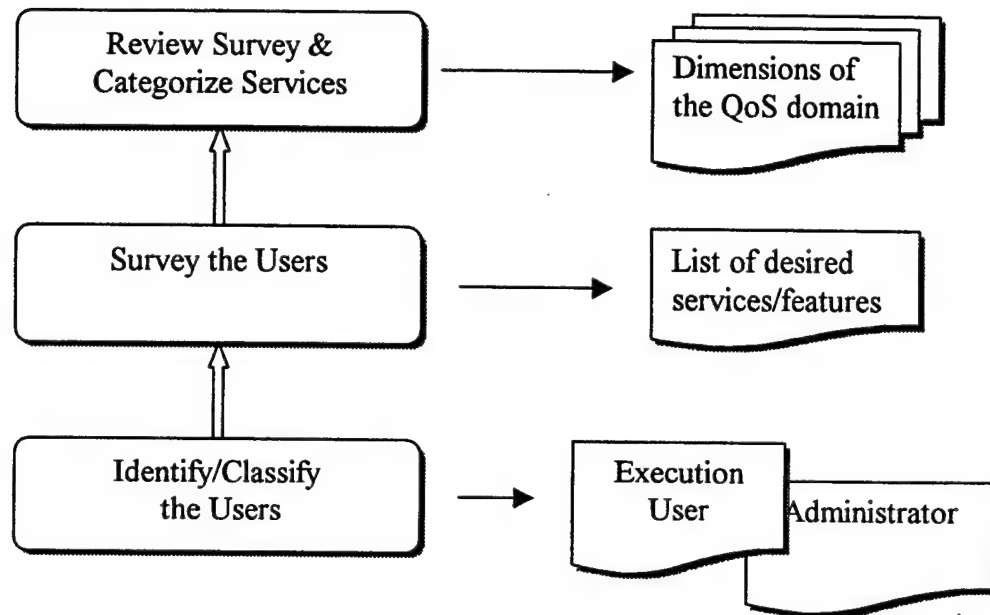 Review Survey &
Categorize Services
Dimensions of
the QoS domain
Survey the Users
List of desired
services/features
Identify/Classify
the Users
Execution
User
Administrator